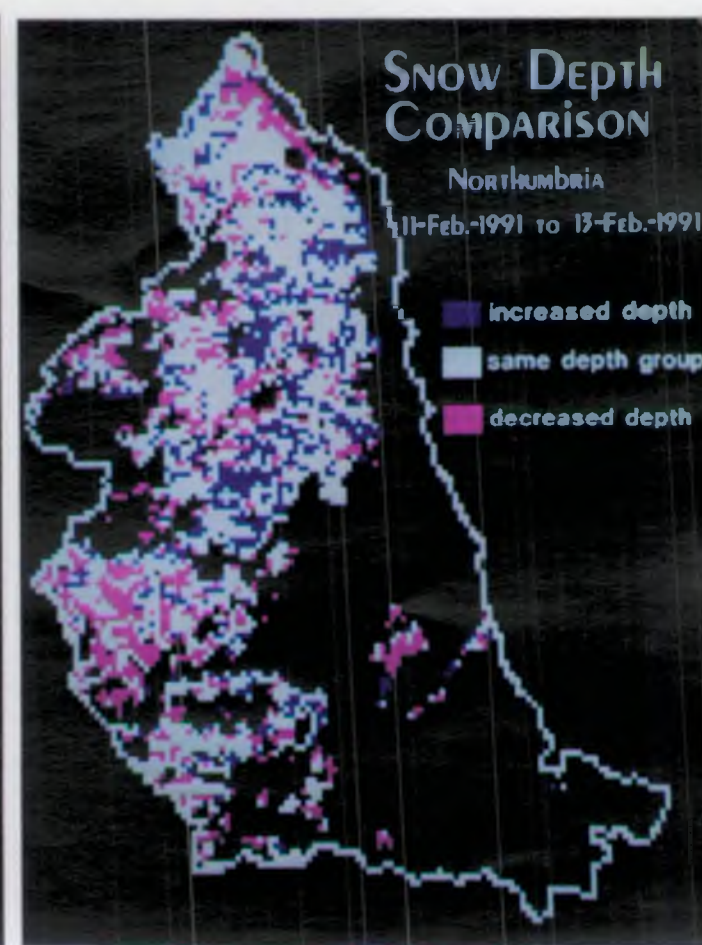 SNOW DEPTH
COMPARISON
NORTHUMBRIA
11-Feb.-1991 TO 13-Feb.-1991
increased depth
same depth group
decreased depth